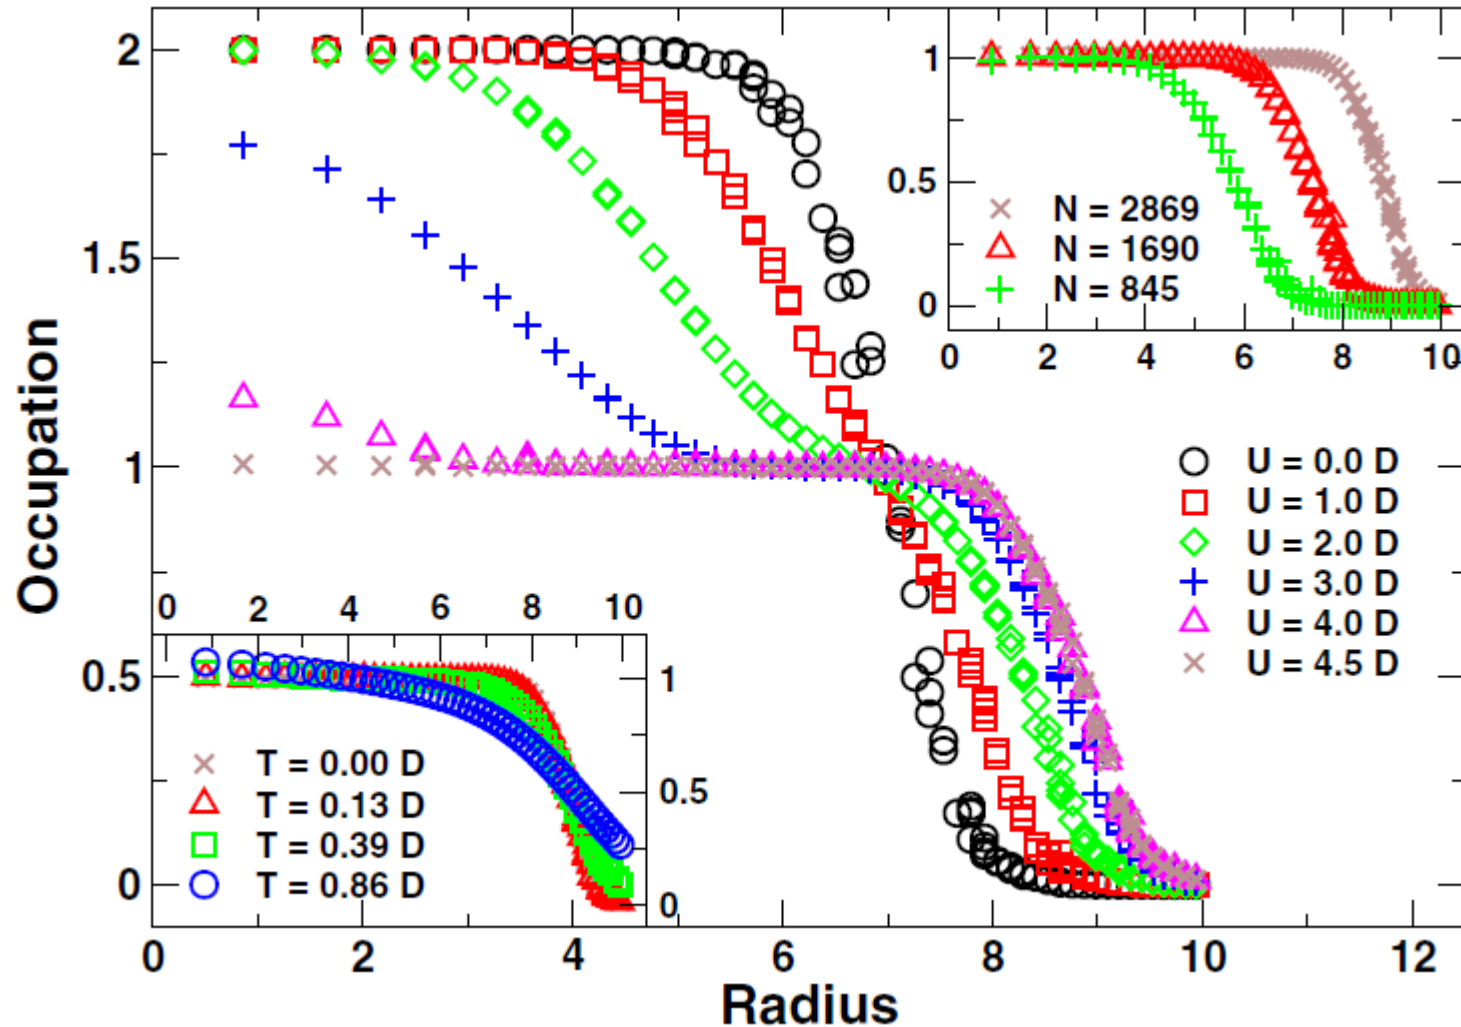 Occupation
2
1.5
1
0.5
0
0 2 4 6 8 10 12
Radius
U = 0.0 D
U = 1.0 D
U = 2.0 D
U = 3.0 D
U = 4.0 D
U = 4.5 D
1
0.5
0
0 2 4 6 8 10
N = 2869
N = 1690
N = 845
0 2 4 6 8 10
1
0.5
0
T = 0.00 D
T = 0.13 D
T = 0.39 D
T = 0.86 D